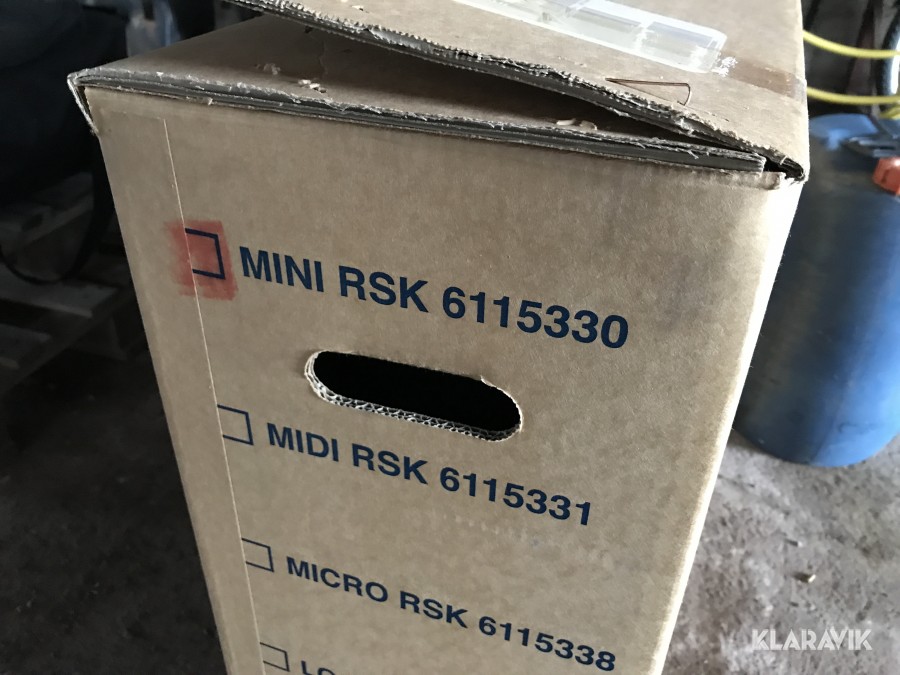 MINI RSK 6115330
MIDI RSK 6115331
MICRO RSK 6115338
KLARAVIK